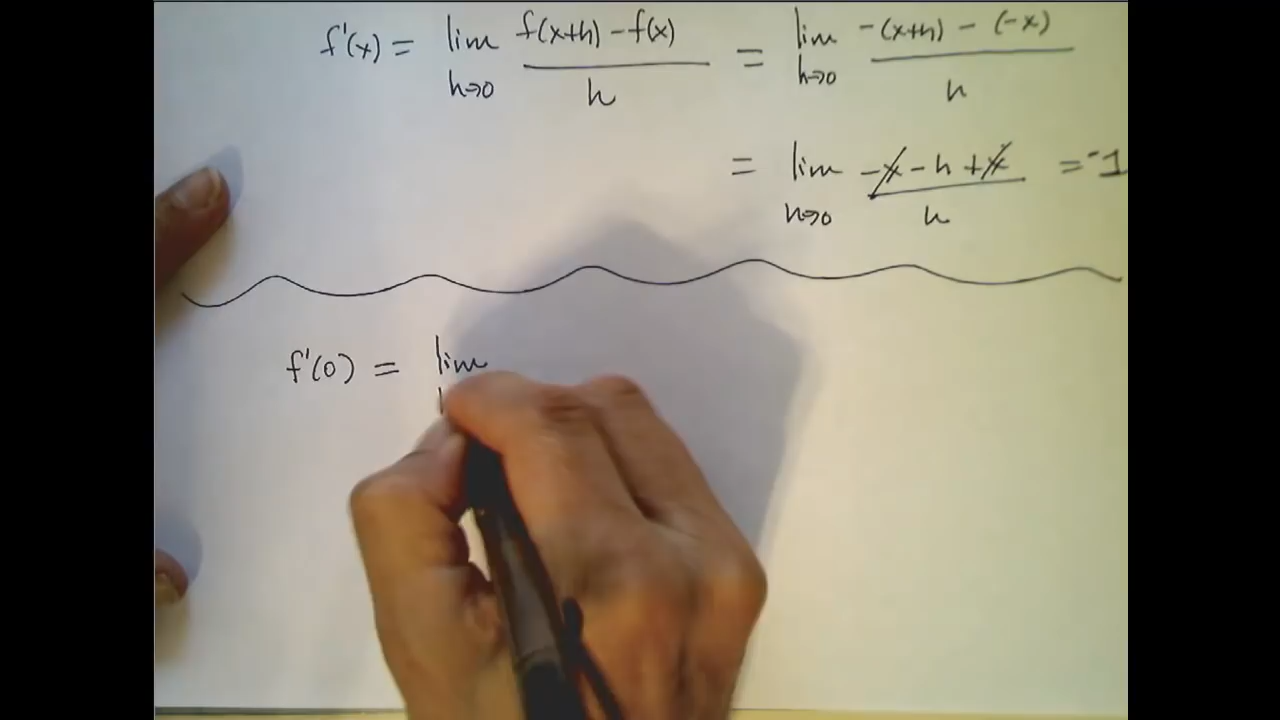 f'(x) = lim h→0 f(x+h) - f(x) / h = lim h→0 -(x+h) - (-x) / h
= lim h→0 -x - h + x / h = -1
f'(0) = lim